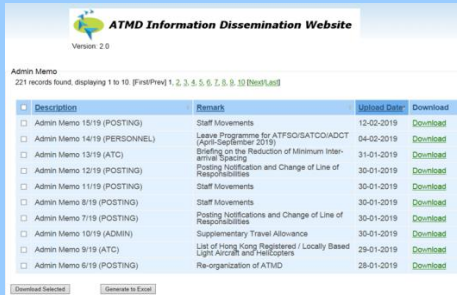 ATMD Information Dissemination Website
Version: 2.0
Admin Memo
221 records found, displaying 1 to 10. [First/Prev] 1, 2, 3, 4, 5, 6, 7, 8, 9, 10 [Next/Last]
Description Remark Upload Date Download
Admin Memo 15/19 (POSTING) Staff Movements 12-02-2019 Download
Admin Memo 14/19 (PERSONNEL) Leave Programme for ATFSO/SATCO/ADCT
(April-September 2019) 04-02-2019 Download
Admin Memo 13/19 (ATC) Briefing on the Reduction of Minimum Inter-
arrival Spacing 31-01-2019 Download
Admin Memo 12/19 (POSTING) Posting Notification and Change of Line of
Responsibilities 30-01-2019 Download
Admin Memo 11/19 (POSTING) Staff Movements 30-01-2019 Download
Admin Memo 8/19 (POSTING) Staff Movements 30-01-2019 Download
Admin Memo 7/19 (POSTING) Posting Notifications and Change of Line of
Responsibilities 30-01-2019 Download
Admin Memo 10/19 (ADMIN) Supplementary Travel Allowance 30-01-2019 Download
Admin Memo 9/19 (ATC) List of Hong Kong Registered / Locally Based
Light Aircraft and Helicopters 29-01-2019 Download
Admin Memo 6/19 (POSTING) Re-organization of ATMD 28-01-2019 Download
Download Selected Generate to Excel